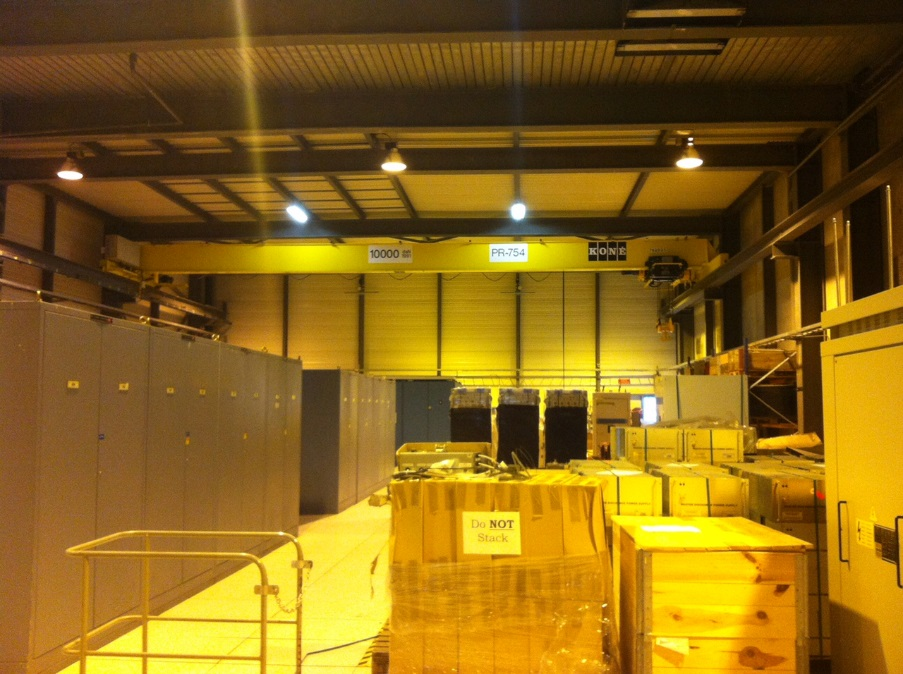 10000
PR-754
KONE
Do NOT
Stack